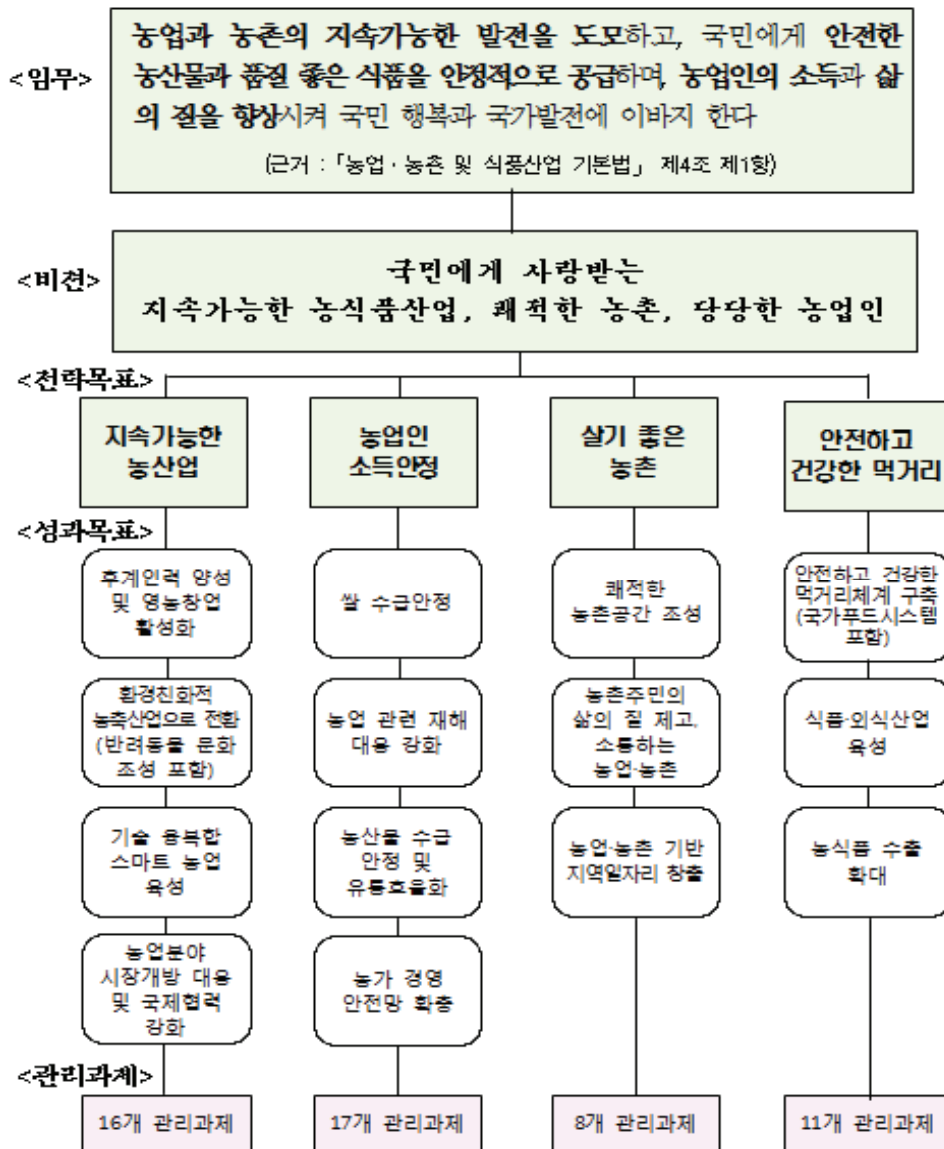 <임무>
농업과 농촌의 지속가능한 발전을 도모하고, 국민에게 안전한
농산물과 품질 좋은 식품을 안정적으로 공급하며, 농업인의 소득과 삶
의 질을 향상시켜 국민 행복과 국가발전에 이바지 한다
(근거 : 「농업·농촌 및 식품산업 기본법」 제4조 제1항)
<비전>
국민에게 사랑받는
지속가능한 농식품산업, 쾌적한 농촌, 당당한 농업인
<전략목표>
지속가능한
농산업
농업인
소득안정
살기 좋은
농촌
안전하고
건강한 먹거리
<성과목표>
후계인력 양성
및 영농창업
활성화
쌀 수급안정
쾌적한
농촌공간 조성
안전하고 건강한
먹거리체계 구축
(국가푸드시스템
포함)
환경친화적
농축산업으로 전환
(반려동물 문화
조성 포함)
농업 관련 재해
대응 강화
농촌주민의
삶의 질 제고,
소통하는
농업·농촌
식품·외식산업
육성
기술 융복합
스마트 농업
육성
농산물 수급
안정 및
유통효율화
농업·농촌 기반
지역일자리 창출
농식품 수출
확대
농업분야
시장개방 대응
및 국제협력
강화
농가 경영
안전망 확충
<관리과제>
16개 관리과제
17개 관리과제
8개 관리과제
11개 관리과제